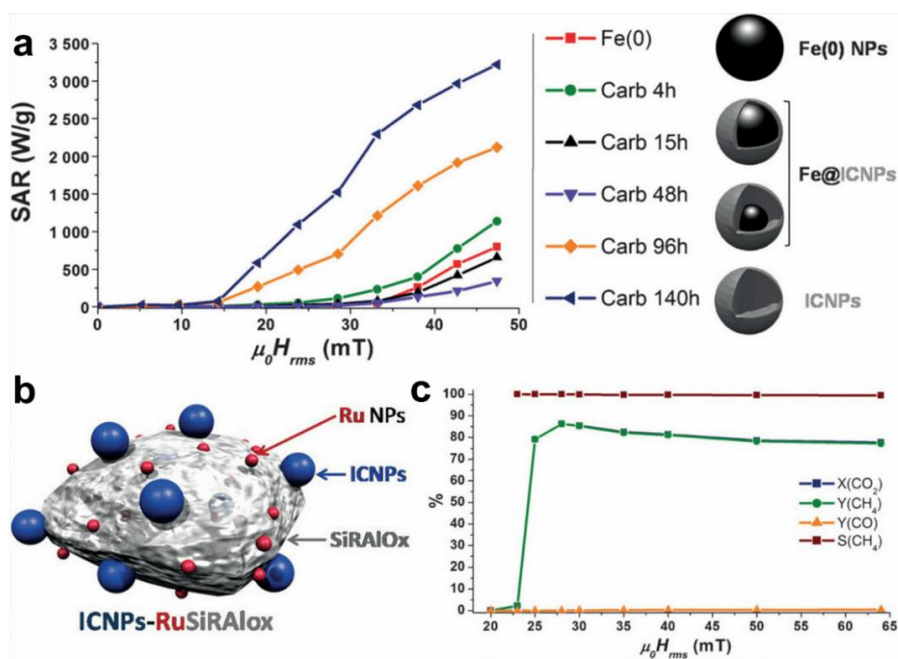 a
SAR (W/g)
3 500
3 000
2 500
2 000
1 500
1 000
500
0
0 10 20 30 40 50
μ₀Hrms (mT)
Fe(0)
Carb 4h
Carb 15h
Carb 48h
Carb 96h
Carb 140h
Fe(0) NPs
Fe@ICNPs
ICNPs
b
Ru NPs
ICNPs
SiRAlOx
ICNPs-RuSiRAlox
c
%
100
90
80
70
60
50
40
30
20
10
0
20 25 30 35 40 45 50 55 60 65
μ₀Hrms (mT)
X(CO₂)
Y(CH₄)
Y(CO)
S(CH₄)